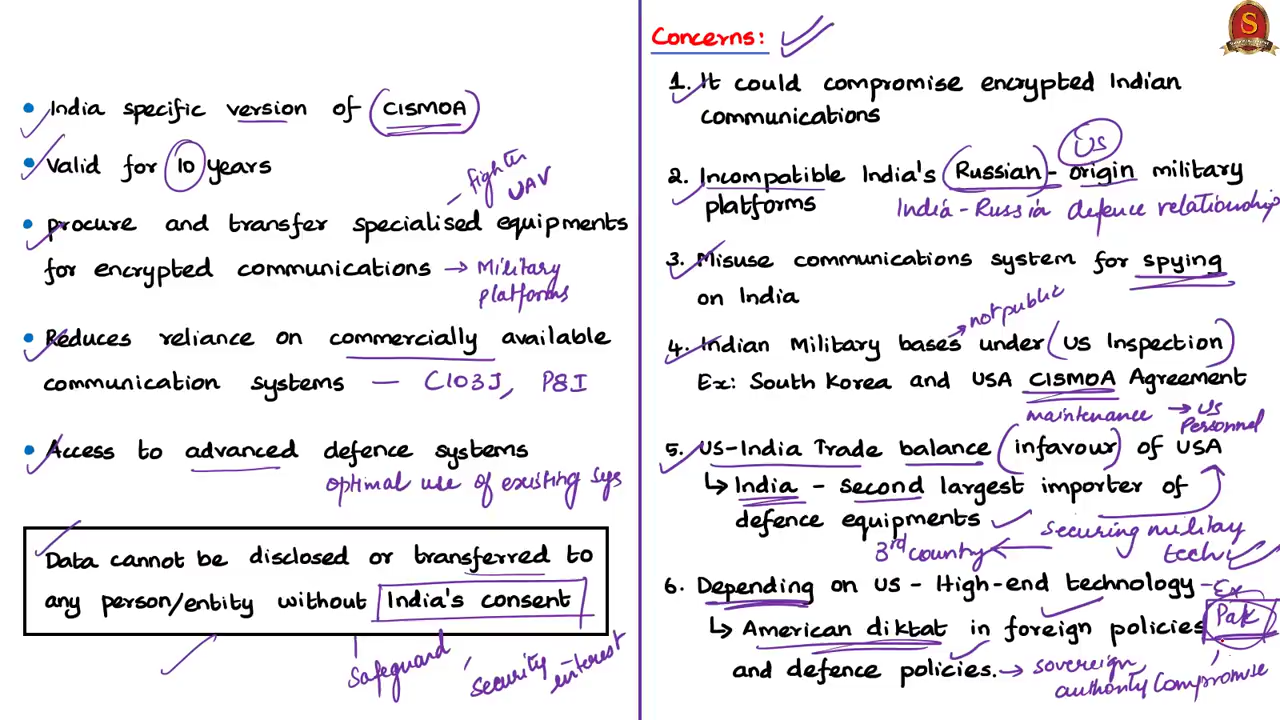 India specific version of (CISMOA)
Valid for 10 years
fighter
UAV
procure and transfer specialised equipments
for encrypted communications → Military
platforms
Reduces reliance on commercially available
communication systems — C103J, P8I
Access to advanced defence systems
optimal use of existing sys
Data cannot be disclosed or transferred to
any person/entity without India's consent
Safeguard
security interest
S
Concerns:
1. It could compromise encrypted Indian
communications
US
2. Incompatible India's (Russian) - origin military
platforms
India-Russia defence relationship
3. Misuse communications system for spying
on India
→ not public
4. Indian Military bases under (US Inspection)
Ex: South Korea and USA CISMOA Agreement
maintenance → US
Personnel
5. US-India Trade balance (infavour) of USA
↳ India - second largest importer of
defence equipments
securing military
tech
3rd country
6. Depending on US - High-end technology - Ex
↳ American diktat in foreign policies Pak
and defence policies. → sovereign
authority compromise